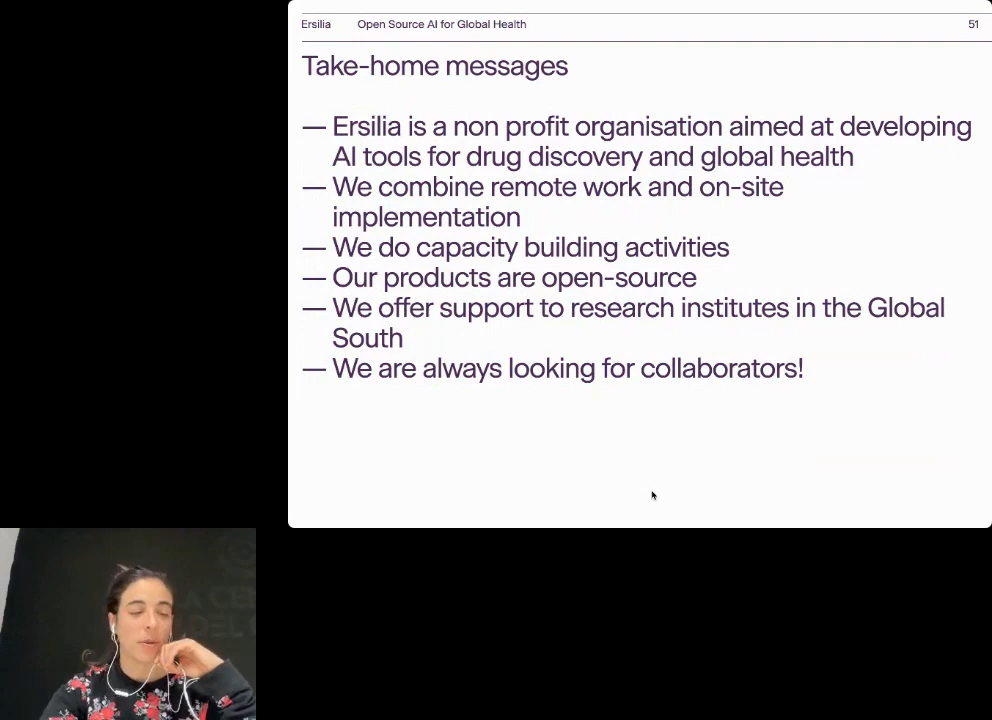 Ersilia Open Source AI for Global Health 51
Take-home messages
— Ersilia is a non profit organisation aimed at developing
AI tools for drug discovery and global health
— We combine remote work and on-site
implementation
— We do capacity building activities
— Our products are open-source
— We offer support to research institutes in the Global
South
— We are always looking for collaborators!